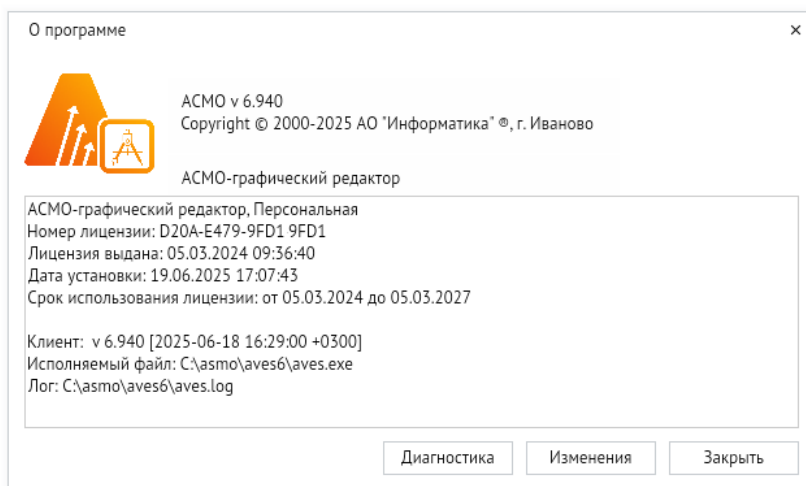 О программе
×
АСМО v 6.940
Copyright © 2000-2025 АО "Информатика" ®, г. Иваново
АСМО-графический редактор
АСМО-графический редактор, Персональная
Номер лицензии: D20A-E479-9FD1 9FD1
Лицензия выдана: 05.03.2024 09:36:40
Дата установки: 19.06.2025 17:07:43
Срок использования лицензии: от 05.03.2024 до 05.03.2027
Клиент:  v 6.940 [2025-06-18 16:29:00 +0300]
Исполняемый файл: C:\asmo\aves6\aves.exe
Лог: C:\asmo\aves6\aves.log
Диагностика
Изменения
Закрыть